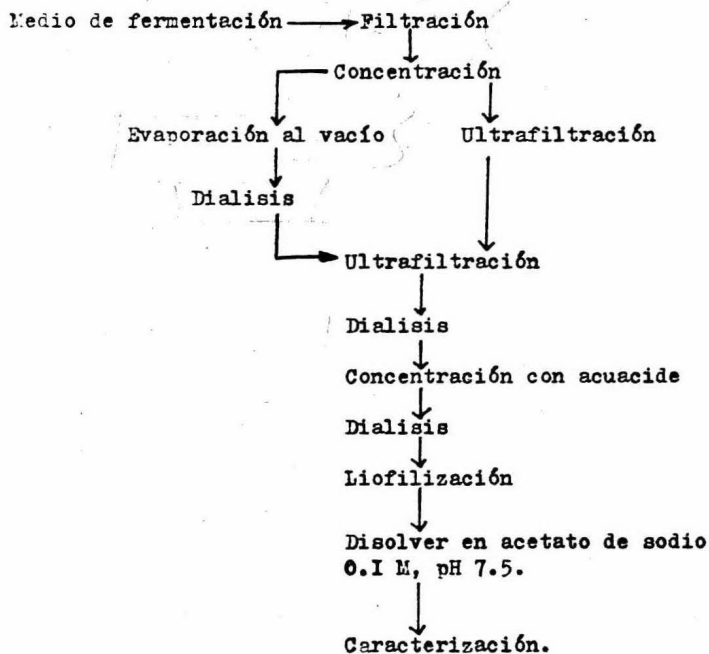 Medio de fermentación Filtración
Concentración
Evaporación al vacío Ultrafiltración
Dialisis
Ultrafiltración
Dialisis
Concentración con acuacide
Dialisis
Liofilización
Disolver en acetato de sodio
0.I M, pH 7.5.
Caracterización.